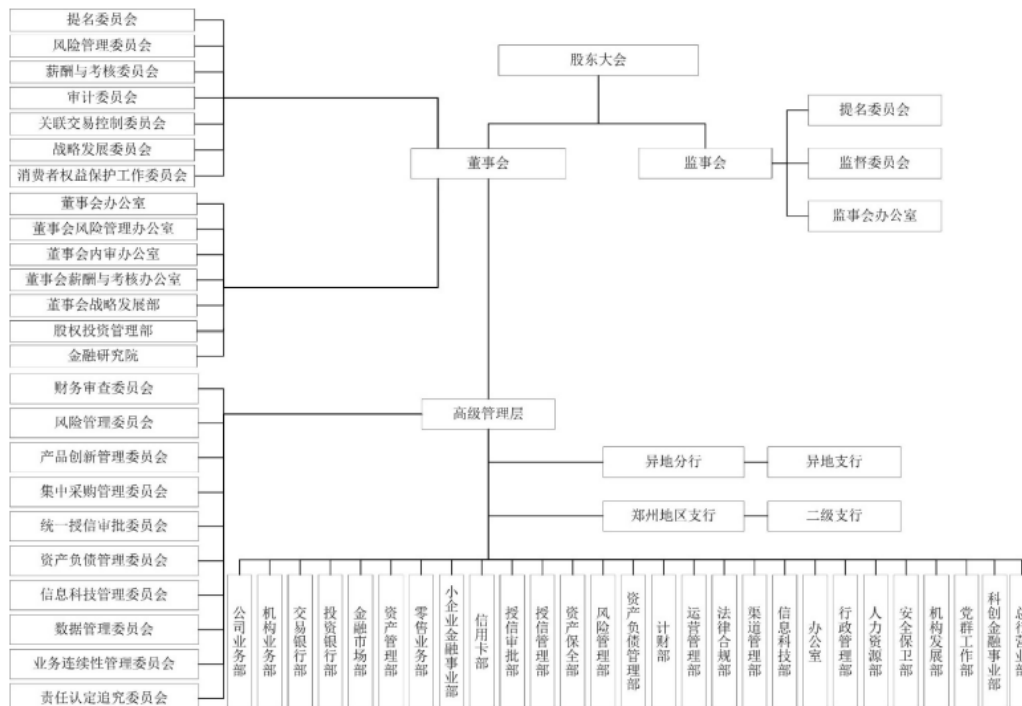 提名委员会
风险管理委员会
薪酬与考核委员会
审计委员会
关联交易控制委员会
战略发展委员会
消费者权益保护工作委员会
董事会办公室
董事会风险管理办公室
董事会内审办公室
董事会薪酬与考核办公室
董事会战略发展部
股权投资管理部
金融研究院
股东大会
董事会
监事会
提名委员会
监督委员会
监事会办公室
高级管理层
财务审查委员会
风险管理委员会
产品创新管理委员会
集中采购管理委员会
统一授信审批委员会
资产负债管理委员会
信息科技管理委员会
数据管理委员会
业务连续性管理委员会
责任认定追究委员会
异地分行
异地支行
郑州地区支行
二级支行
公司业务部
机构业务部
交易银行部
投资银行部
金融市场部
资产管理部
零售业务部
小企业金融事业部
信用卡部
授信审批部
授信管理部
资产保全部
风险管理部
资产负债管理部
计财部
运营管理部
法律合规部
渠道管理部
信息科技部
办公室
行政管理部
人力资源部
安全保卫部
机构发展部
党群工作部
科创金融事业部
总行营业部